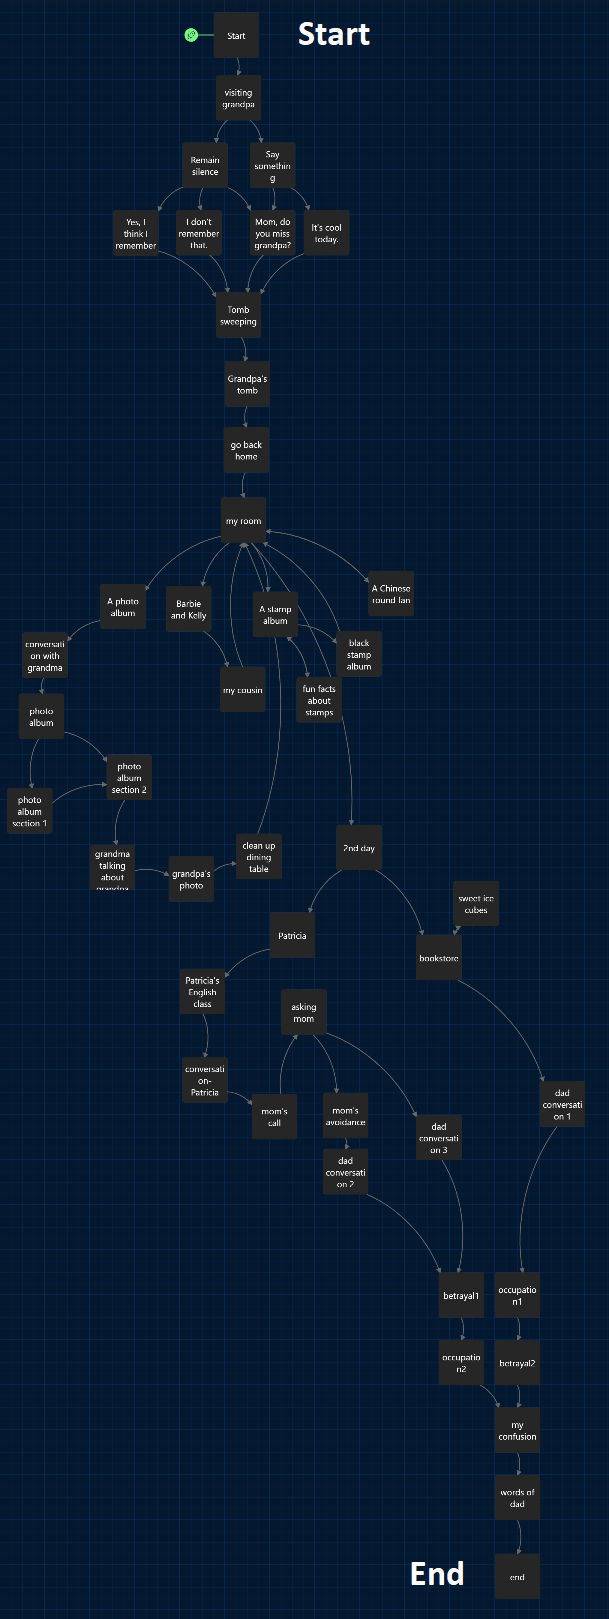 Start
Start
visiting
grandpa
Remain
silence
Say
somethin
g
Yes, I
think I
remember
I don't
remember
that.
Mom, do
you miss
grandpa?
It's cool
today.
Tomb
sweeping
Grandpa's
tomb
go back
home
my room
A Chinese
round fan
A photo
album
Barbie
and Kelly
A stamp
album
conversati
on with
grandma
black
stamp
album
my cousin
fun facts
about
stamps
photo
album
photo
album
section 2
photo
album
section 1
grandma
talking
about
grandpa
grandpa's
photo
clean up
dining
table
2nd day
sweet ice
cubes
Patricia
bookstore
Patricia's
English
class
asking
mom
conversati
on-
Patricia
mom's
call
mom's
avoidance
dad
conversati
on 3
dad
conversati
on 1
dad
conversati
on 2
betrayal1
occupatio
n1
occupatio
n2
betrayal2
my
confusion
words of
dad
End
end